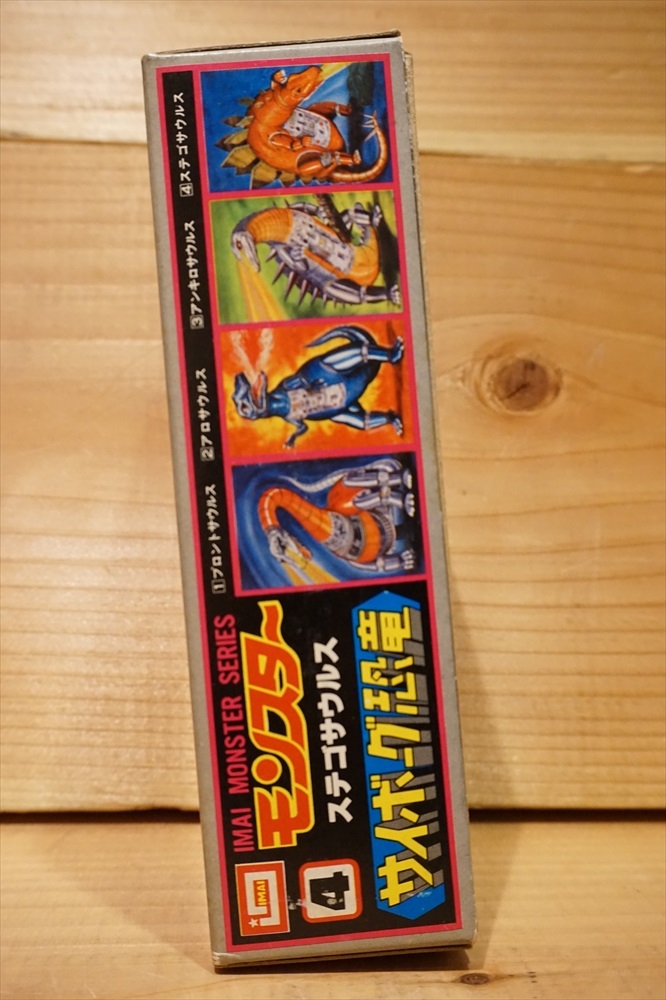 IMAI MONSTER SERIES
モンスター
ステゴサウルス
サイボーグ恐竜
IMAI
4
1 ブロントサウルス
2 アロサウルス
3 アンキロサウルス
4 ステゴサウルス